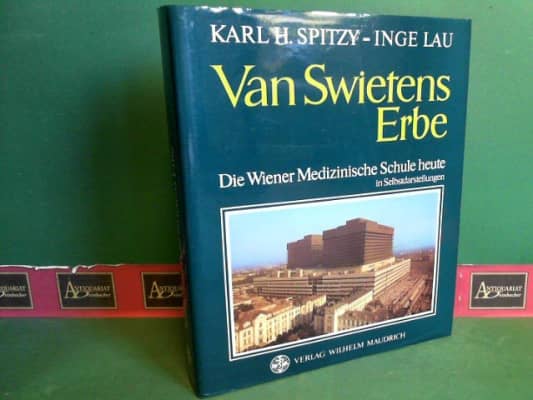 KARL H. SPITZY – INGE LAU
Van Swietens
Erbe
Die Wiener Medizinische Schule heute
in Selbstdarstellungen
VERLAG WILHELM MAUDRICH
ANTIQUARIAT
ANTIQUARIAT
ANTIQUARIAT
ANTIQUARIAT